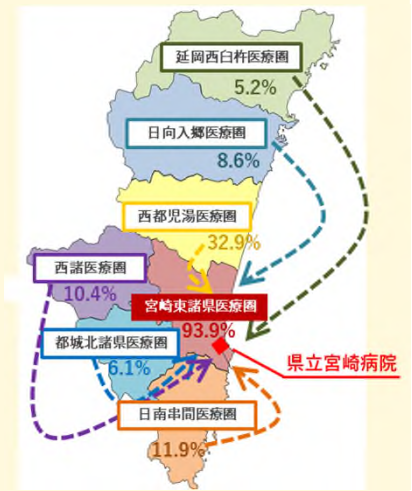 延岡西臼杵医療圏
5.2%
日向入郷医療圏
8.6%
西都児湯医療圏
32.9%
西諸医療圏
10.4%
宮崎東諸県医療圏
93.9%
都城北諸県医療圏
6.1%
県立宮崎病院
日南串間医療圏
11.9%